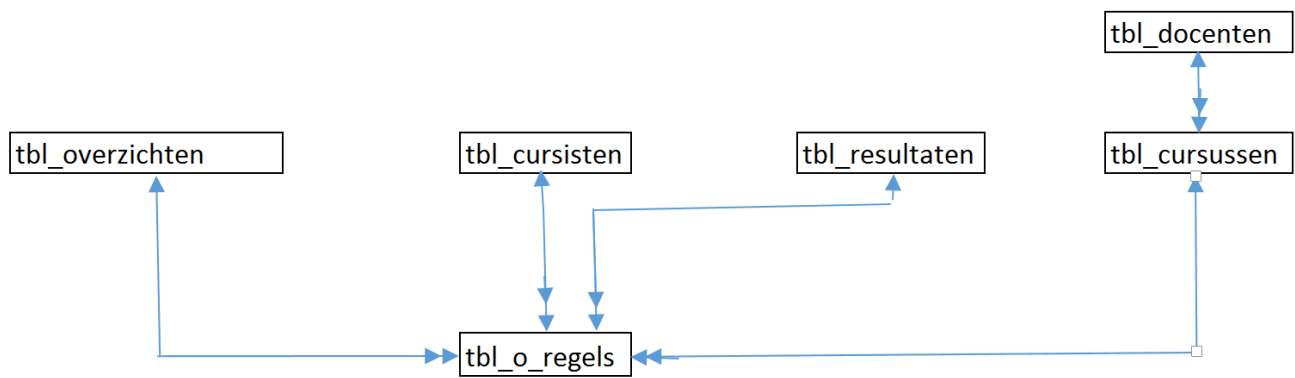 tbl_docenten
tbl_overzichten
tbl_cursisten
tbl_resultaten
tbl_cursussen
tbl_o_regels